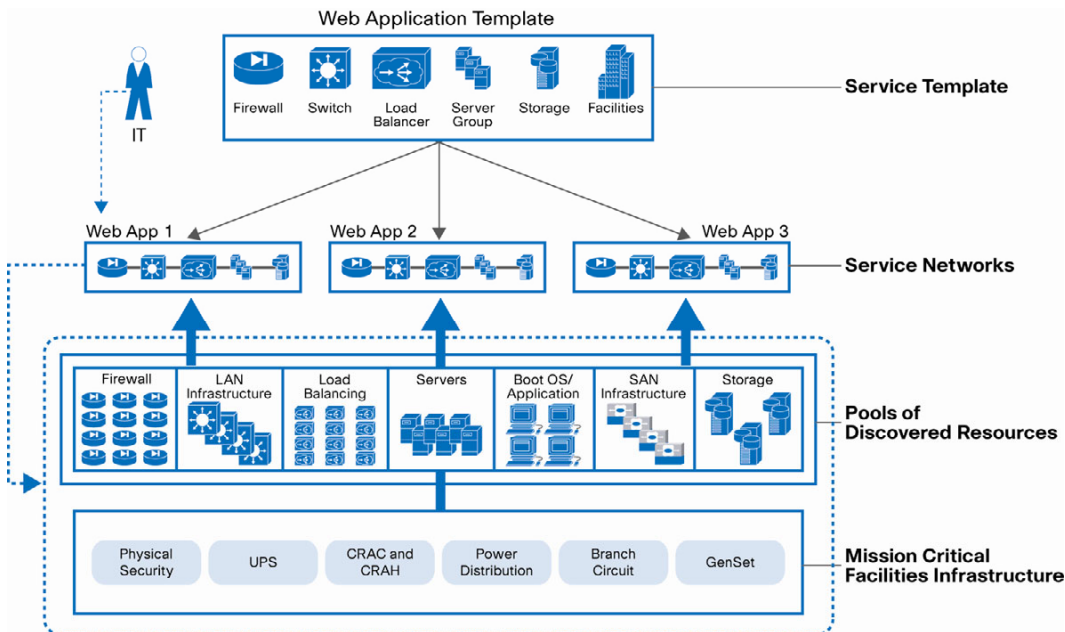 Web Application Template
Firewall
Switch
Load
Balancer
Server
Group
Storage
Facilities
Service Template
IT
Web App 1
Web App 2
Web App 3
Service Networks
Firewall
LAN
Infrastructure
Load
Balancing
Servers
Boot OS/
Application
SAN
Infrastructure
Storage
Pools of
Discovered Resources
Physical
Security
UPS
CRAC and
CRAH
Power
Distribution
Branch
Circuit
GenSet
Mission Critical
Facilities Infrastructure